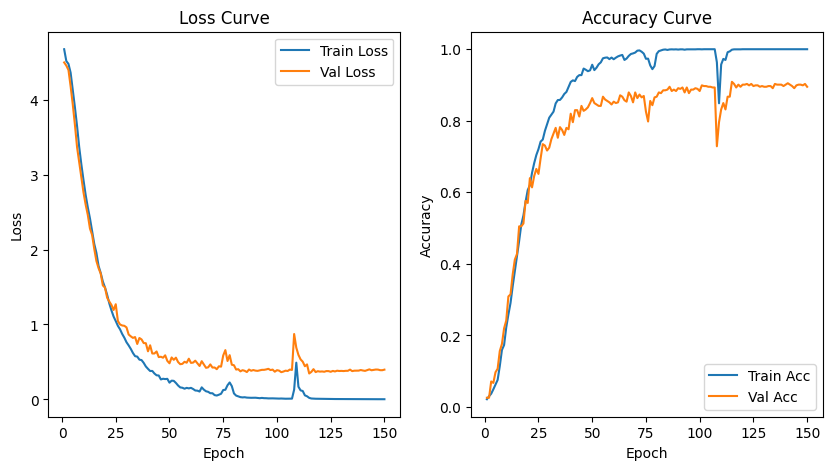 Loss Curve
Train Loss
Val Loss
Loss
4
3
2
1
0
0
25
50
75
100
125
150
Epoch
Accuracy Curve
Accuracy
1.0
0.8
0.6
0.4
0.2
0.0
Train Acc
Val Acc
0
25
50
75
100
125
150
Epoch